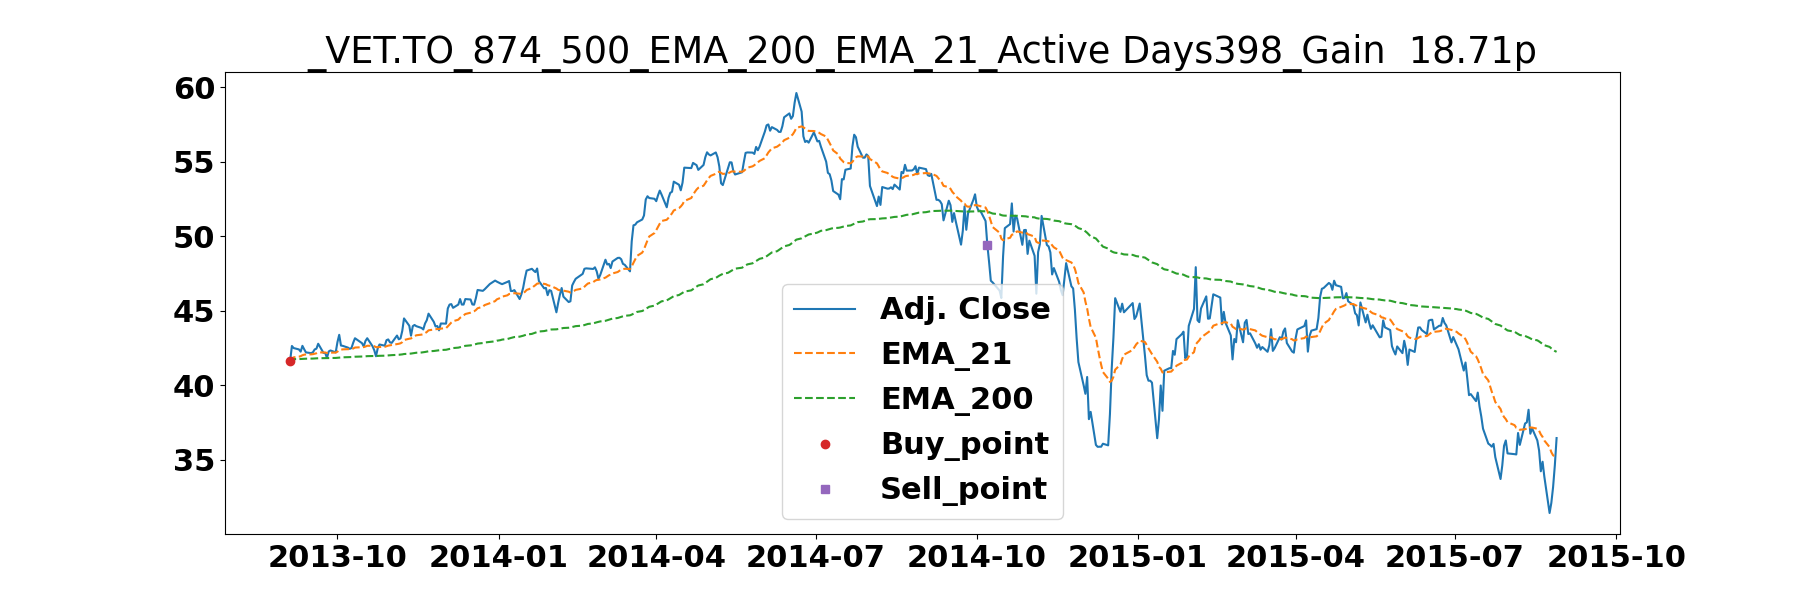 _VET.TO_874_500_EMA_200_EMA_21_Active Days398_Gain  18.71p
60
55
50
45
40
35
Adj. Close
EMA_21
EMA_200
Buy_point
Sell_point
2013-10 2014-01 2014-04 2014-07 2014-10 2015-01 2015-04 2015-07 2015-10